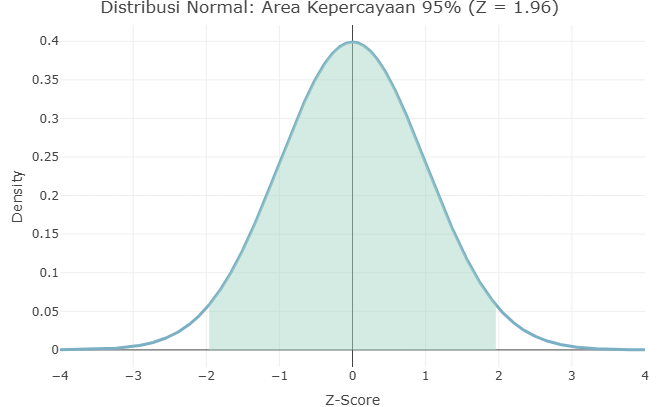 Distribusi Normal: Area Kepercayaan 95% (Z = 1.96)
0.4
0.35
0.3
0.25
0.2
0.15
0.1
0.05
0
Density
−4 −3 −2 −1 0 1 2 3 4
Z-Score